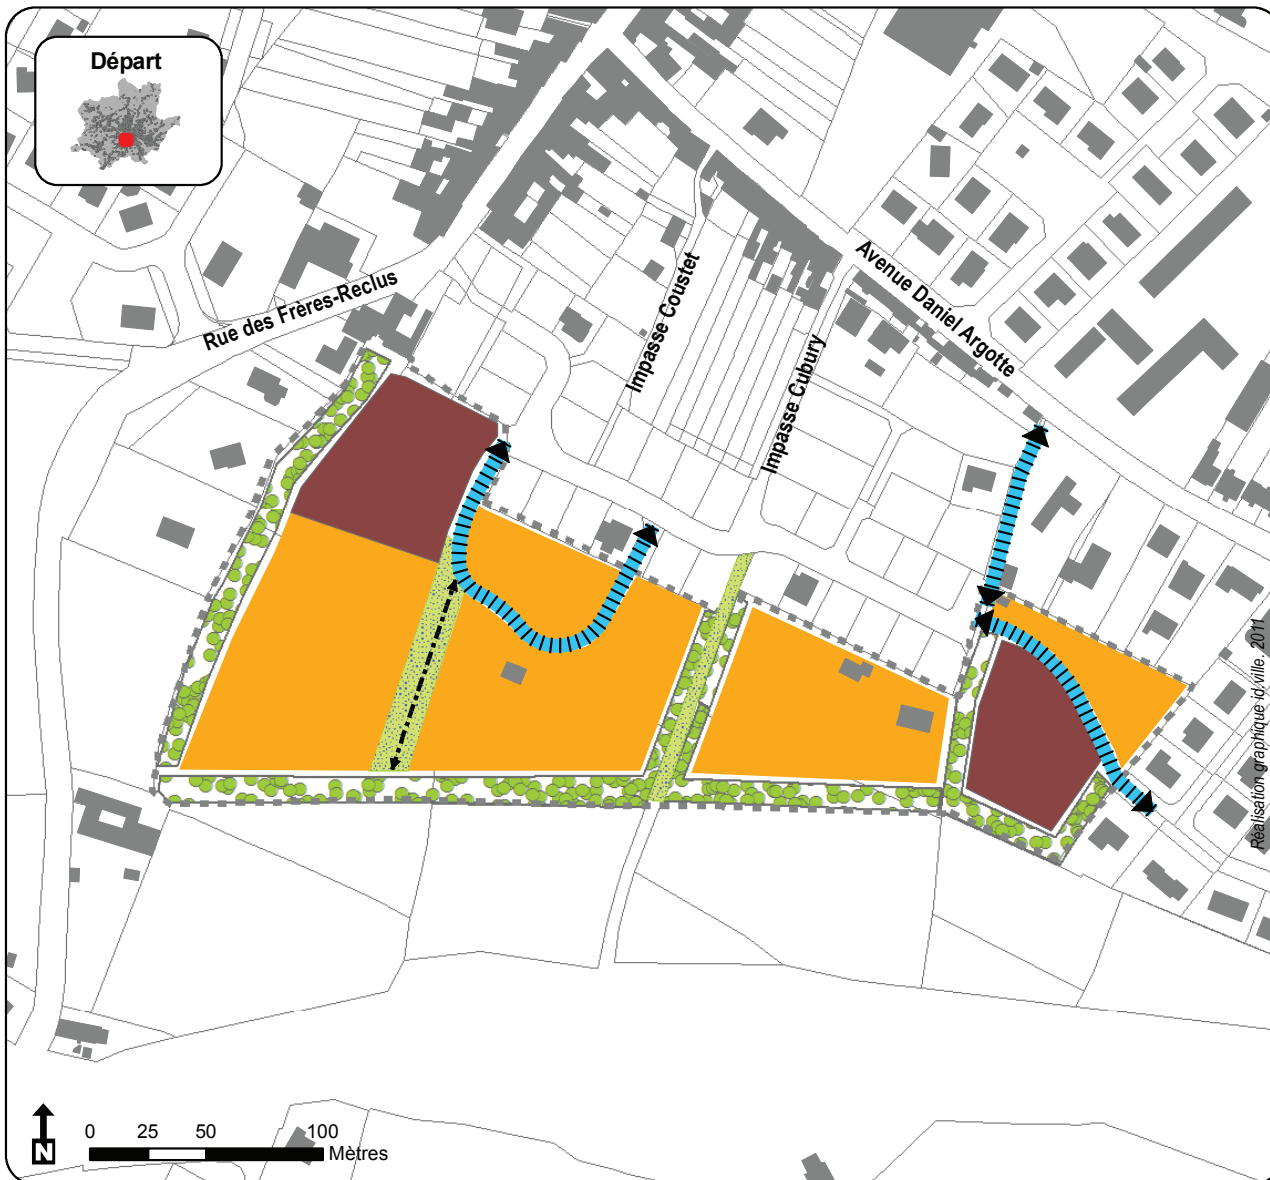 Départ
Rue des Frères-Reclus
Impasse Coustet
Impasse Cubury
Avenue Daniel Argotte
Réalisation graphique id.ville, 2011
N
0 25 50 100
Mètres